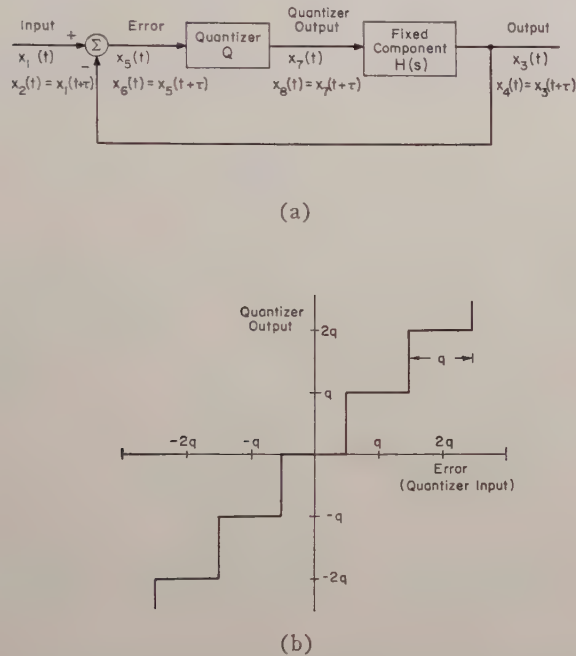 Input
Error
Quantizer
Output
Output
+
Σ
−
Quantizer
Q
Fixed
Component
H(s)
x₁(t)
x₅(t)
x₇(t)
x₃(t)
x₂(t) = x₁(t+τ)
x₆(t) = x₅(t+τ)
x₈(t) = x₇(t+τ)
x₄(t) = x₃(t+τ)
(a)
Quantizer
Output
2q
q
q
-2q
-q
q
2q
Error
(Quantizer Input)
-q
-2q
(b)